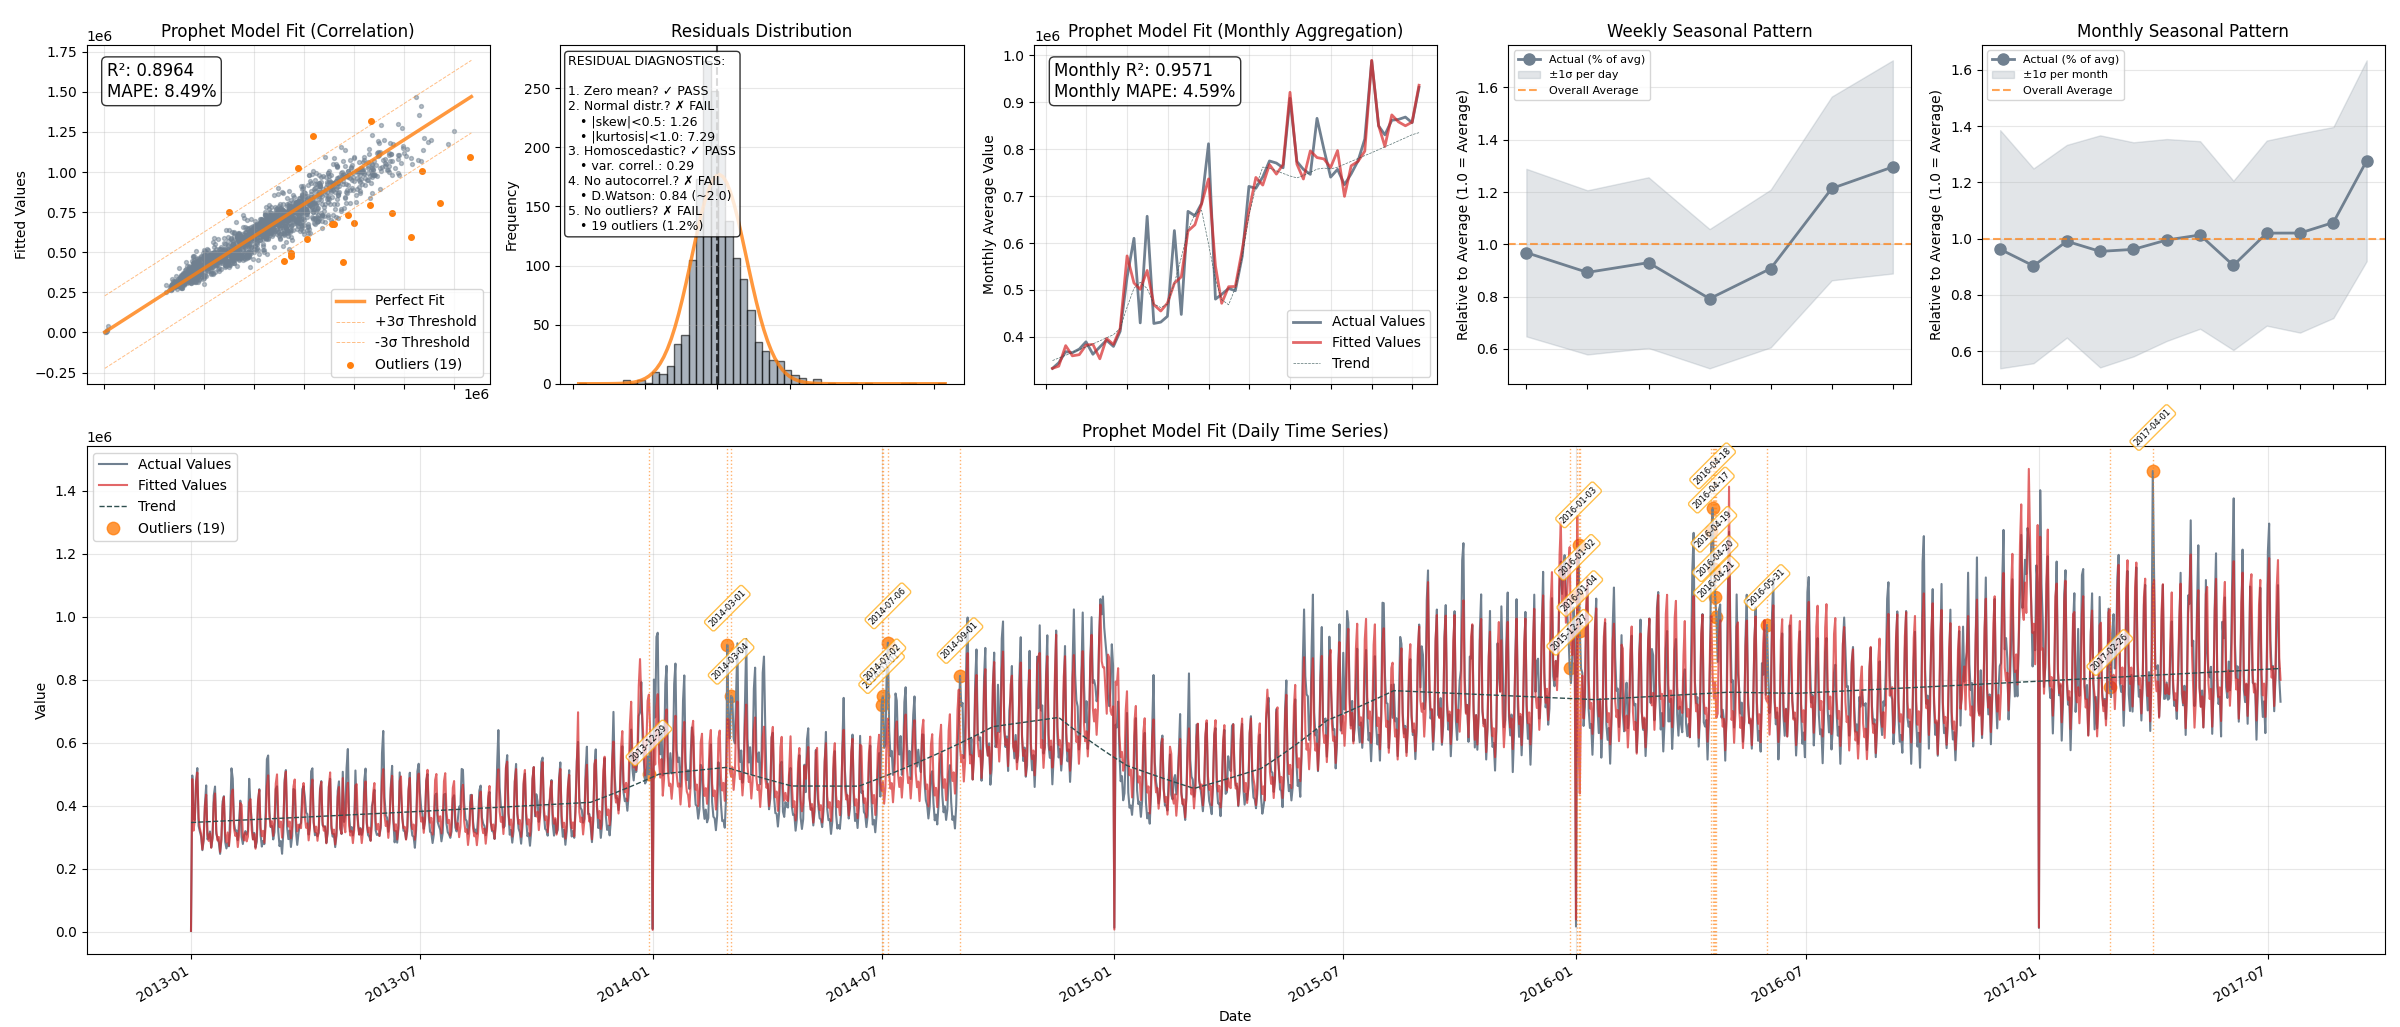 Prophet Model Fit (Correlation)
1e6
R²: 0.8964
MAPE: 8.49%
Fitted Values
1.75
1.50
1.25
1.00
0.75
0.50
0.25
0.00
−0.25
Perfect Fit
+3σ Threshold
-3σ Threshold
Outliers (19)
1e6
Residuals Distribution
RESIDUAL DIAGNOSTICS:
1. Zero mean? ✓ PASS
2. Normal distr.? ✗ FAIL
• |skew|<0.5: 1.26
• |kurtosis|<1.0: 7.29
3. Homoscedastic? ✓ PASS
• var. correl.: 0.29
4. No autocorrel.? ✗ FAIL
• D.Watson: 0.84 (~2.0)
5. No outliers? ✗ FAIL
• 19 outliers (1.2%)
Frequency
250
200
150
100
50
0
Prophet Model Fit (Monthly Aggregation)
1e6
Monthly R²: 0.9571
Monthly MAPE: 4.59%
Monthly Average Value
1.0
0.9
0.8
0.7
0.6
0.5
0.4
Actual Values
Fitted Values
Trend
Weekly Seasonal Pattern
Actual (% of avg)
±1σ per day
Overall Average
Relative to Average (1.0 = Average)
1.6
1.4
1.2
1.0
0.8
0.6
Monthly Seasonal Pattern
Actual (% of avg)
±1σ per month
Overall Average
Relative to Average (1.0 = Average)
1.6
1.4
1.2
1.0
0.8
0.6
Prophet Model Fit (Daily Time Series)
1e6
Actual Values
Fitted Values
Trend
Outliers (19)
Value
1.4
1.2
1.0
0.8
0.6
0.4
0.2
0.0
2013-12-29
2014-03-01
2014-03-04
2014-07-02
2014-07-06
2014-09-01
2015-12-27
2016-01-03
2016-01-02
2016-01-04
2016-04-18
2016-04-17
2016-04-19
2016-04-20
2016-04-21
2016-05-31
2017-02-26
2017-04-01
2013-01
2013-07
2014-01
2014-07
2015-01
2015-07
2016-01
2016-07
2017-01
2017-07
Date